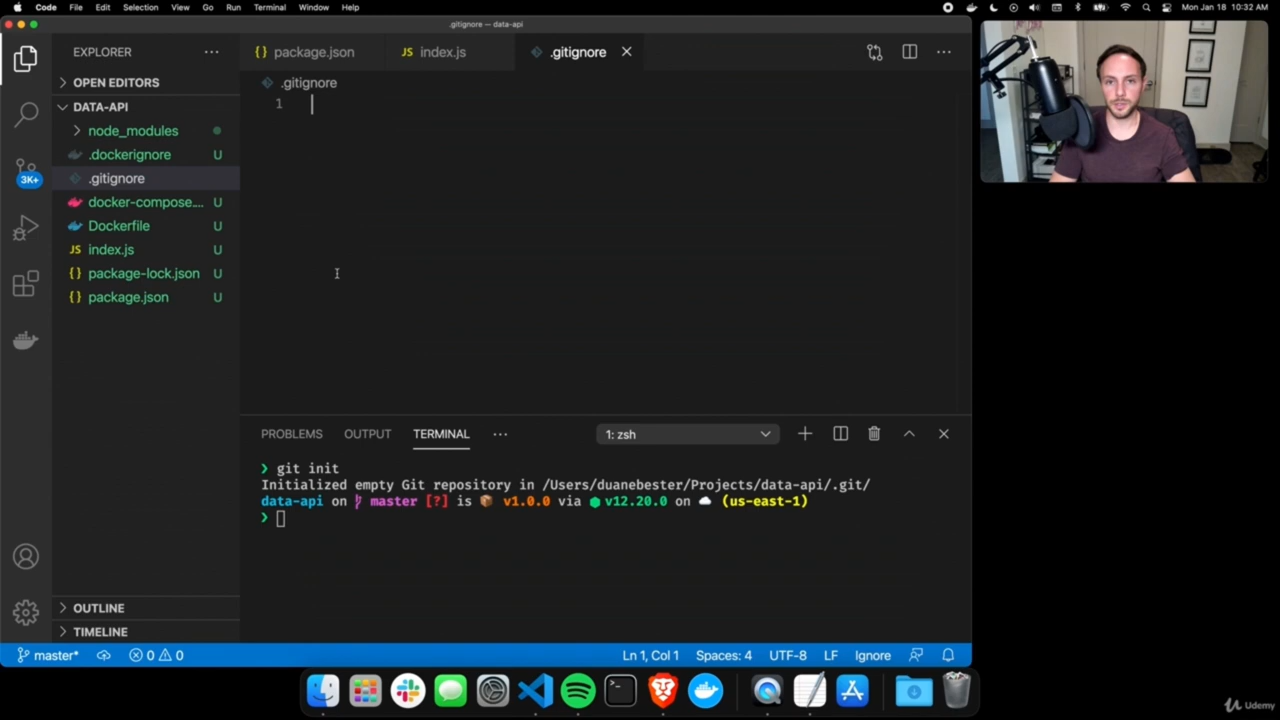 Code File Edit Selection View Go Run Terminal Window Help Mon Jan 18 10:32 AM
.gitignore — data-api
EXPLORER
{} package.json JS index.js .gitignore
OPEN EDITORS
.gitignore
DATA-API
1
node_modules
.dockerignore U
.gitignore
3K+
docker-compose.... U
Dockerfile U
JS index.js U
{} package-lock.json U
{} package.json U
PROBLEMS OUTPUT TERMINAL 1: zsh
❯ git init
Initialized empty Git repository in /Users/duanebester/Projects/data-api/.git/
data-api on master [?] is v1.0.0 via v12.20.0 on (us-east-1)
❯
OUTLINE
TIMELINE
master* 0 0 Ln 1, Col 1 Spaces: 4 UTF-8 LF Ignore
Udemy